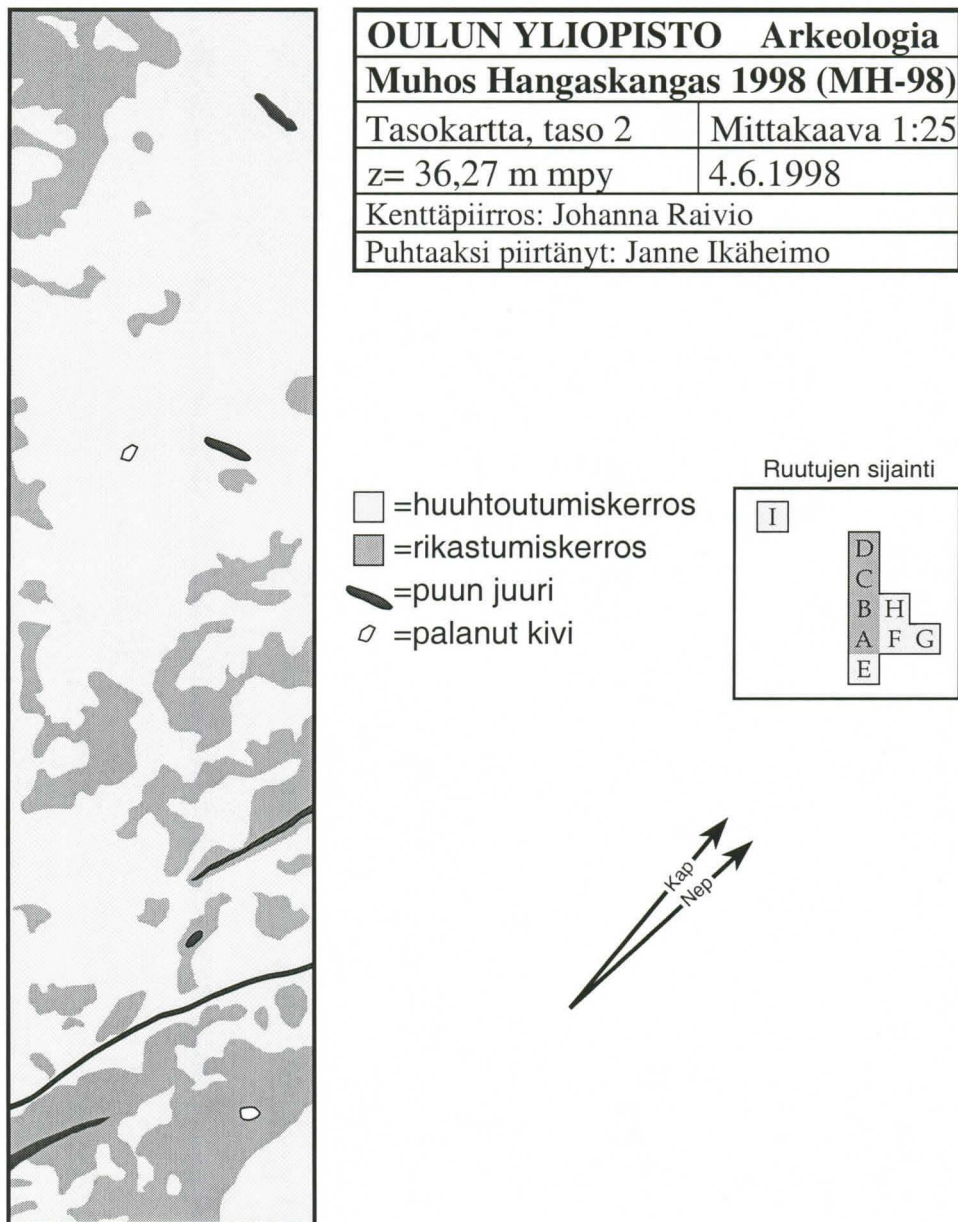 OULUN YLIOPISTO Arkeologia
Muhos Hangaskangas 1998 (MH-98)
Tasokartta, taso 2 Mittakaava 1:25
z= 36,27 m mpy 4.6.1998
Kenttäpiirros: Johanna Raivio
Puhtaaksi piirtänyt: Janne Ikäheimo
=huuhtoutumiskerros
=rikastumiskerros
=puun juuri
=palanut kivi
Ruutujen sijainti
I
D
C
B H
A F G
E
Kap
Nep